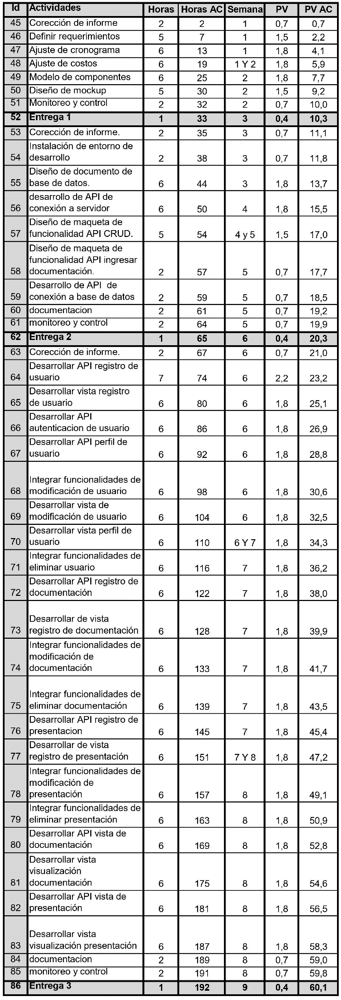 Id Actividades Horas Horas AC Semana PV PV AC
45 Corección de informe 2 2 1 0,7 0,7
46 Definir requerimientos 5 7 1 1,5 2,2
47 Ajuste de cronograma 6 13 1 1,8 4,1
48 Ajuste de costos 6 19 1 Y 2 1,8 5,9
49 Modelo de componentes 6 25 2 1,8 7,7
50 Diseño de mockup 5 30 2 1,5 9,2
51 Monitoreo y control 2 32 2 0,7 10,0
52 Entrega 1 1 33 3 0,4 10,3
53 Corección de informe. 2 35 3 0,7 11,1
Instalación de entorno de
54 desarrollo 2 38 3 0,7 11,8
Diseño de documento de
55 base de datos. 6 44 3 1,8 13,7
desarrollo de API de
56 conexión a servidor 6 50 4 1,8 15,5
Diseño de maqueta de
57 funcionalidad API CRUD. 5 54 4 y 5 1,5 17,0
Diseño de maqueta de
funcionalidad API ingresar
58 documentación. 2 57 5 0,7 17,7
Desarrollo de API de
59 conexión a base de datos 2 59 5 0,7 18,5
60 documentacion 2 61 5 0,7 19,2
61 monitoreo y control 2 64 5 0,7 19,9
62 Entrega 2 1 65 6 0,4 20,3
63 Corección de informe. 2 67 6 0,7 21,0
Desarrollar API registro de
64 usuario 7 74 6 2,2 23,2
Desarrollar vista registro
65 de usuario 6 80 6 1,8 25,1
Desarrollar API
66 autenticacion de usuario 6 86 6 1,8 26,9
Desarrollar API perfil de
67 usuario 6 92 6 1,8 28,8
Integrar funcionalidades de
68 modificación de usuario 6 98 6 1,8 30,6
Desarrollar vista de
69 modificación de usuario 6 104 6 1,8 32,5
Desarrollar vista perfil de
70 usuario 6 110 6 Y 7 1,8 34,3
Integrar funcionalidades de
71 eliminar usuario 6 116 7 1,8 36,2
Desarrollar API registro de
72 documentación 6 122 7 1,8 38,0
Desarrollar de vista
73 registro de documentación 6 128 7 1,8 39,9
Integrar funcionalidades de
modificación de
74 documentación 6 133 7 1,8 41,7
Integrar funcionalidades de
75 eliminar documentación 6 139 7 1,8 43,5
Desarrollar API registro de
76 presentacion 6 145 7 1,8 45,4
Desarrollar de vista
77 registro de presentación 6 151 7 Y 8 1,8 47,2
Integrar funcionalidades de
modificación de
78 presentación 6 157 8 1,8 49,1
Integrar funcionalidades de
79 eliminar presentación 6 163 8 1,8 50,9
Desarrollar API vista de
80 documentación 6 169 8 1,8 52,8
Desarrollar vista
visualización
81 documentación 6 175 8 1,8 54,6
Desarrollar API vista de
82 presentación 6 181 8 1,8 56,5
Desarrollar vista
83 visualización presentación 6 187 8 1,8 58,3
84 documentacion 2 189 8 0,7 59,0
85 monitoreo y control 2 191 8 0,7 59,8
86 Entrega 3 1 192 9 0,4 60,1